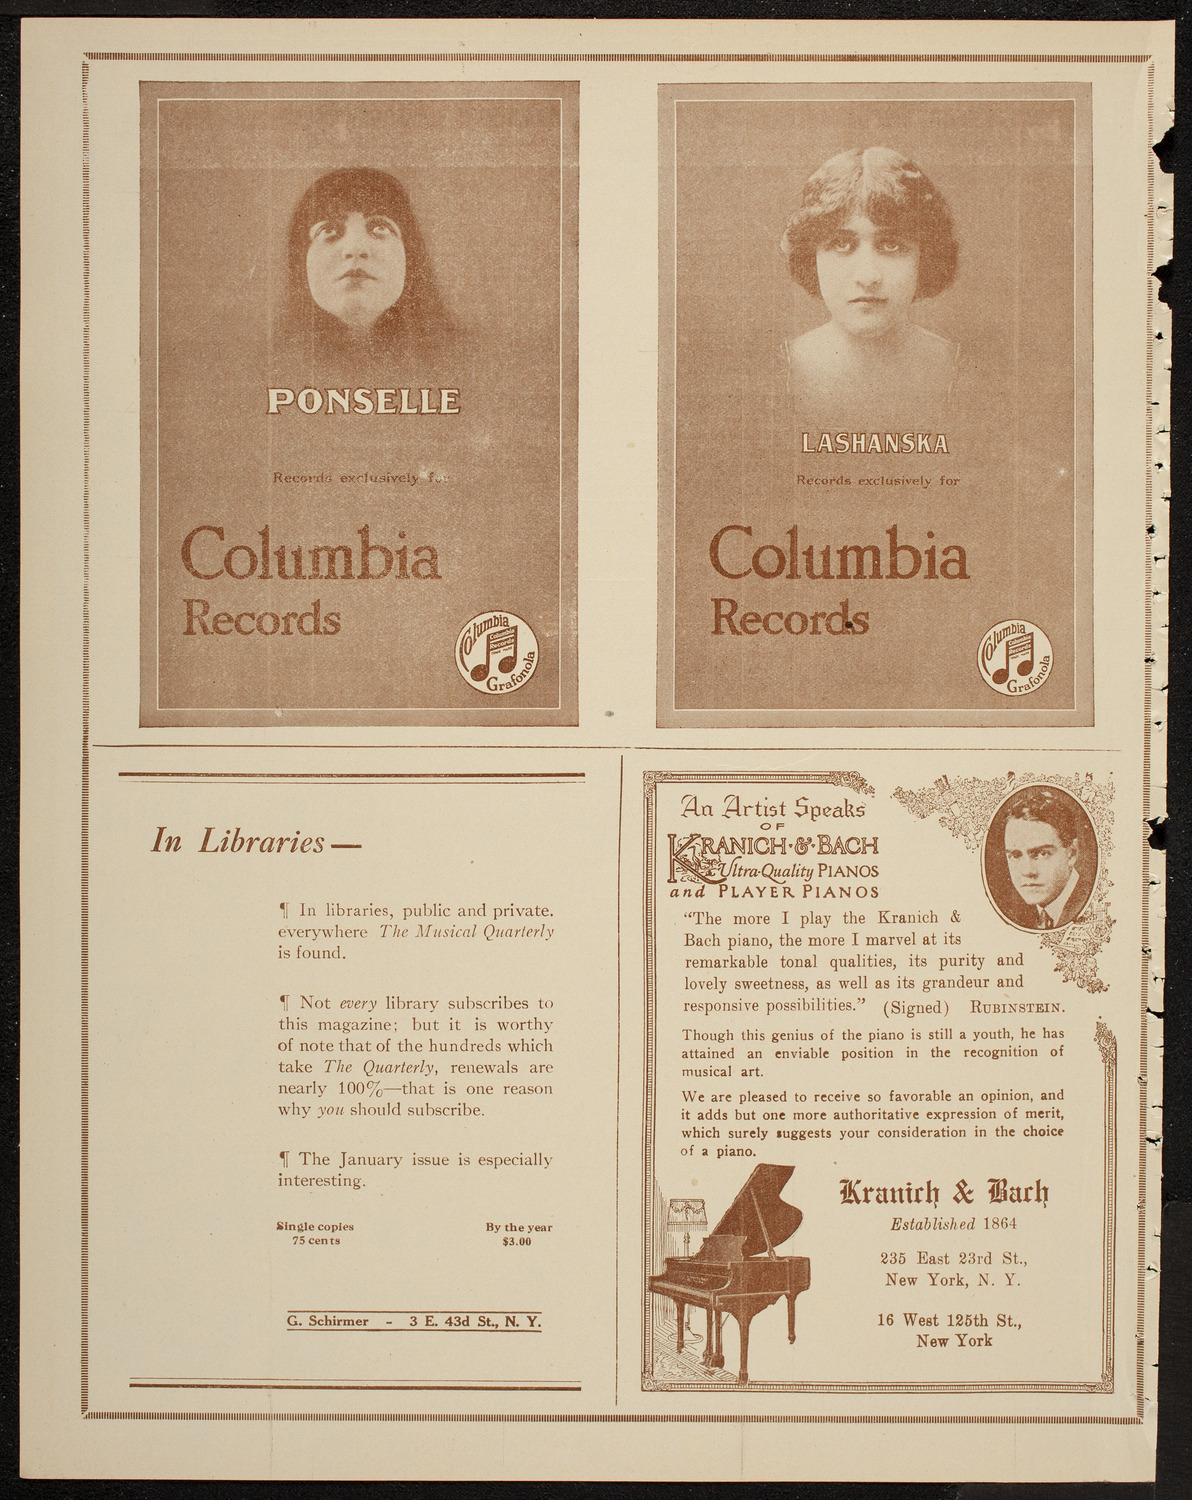 PONSELLE
Records exclusively for
Columbia
Records
Columbia
Columbia
Records
Grafonola
LASHANSKA
Records exclusively for
Columbia
Records
Columbia
Columbia
Records
Grafonola
In Libraries—
¶ In libraries, public and private.
everywhere The Musical Quarterly
is found.
¶ Not every library subscribes to
this magazine; but it is worthy
of note that of the hundreds which
take The Quarterly, renewals are
nearly 100%—that is one reason
why you should subscribe.
¶ The January issue is especially
interesting.
Single copies By the year
75 cents $3.00
G. Schirmer - 3 E. 43d St., N. Y.
An Artist Speaks
OF
KRANICH·&·BACH
Ultra-Quality PIANOS
and PLAYER PIANOS
“The more I play the Kranich &
Bach piano, the more I marvel at its
remarkable tonal qualities, its purity and
lovely sweetness, as well as its grandeur and
responsive possibilities.” (Signed) RUBINSTEIN.
Though this genius of the piano is still a youth, he has
attained an enviable position in the recognition of
musical art.
We are pleased to receive so favorable an opinion, and
it adds but one more authoritative expression of merit,
which surely suggests your consideration in the choice
of a piano.
Kranich & Bach
Established 1864
235 East 23rd St.,
New York, N. Y.
16 West 125th St.,
New York